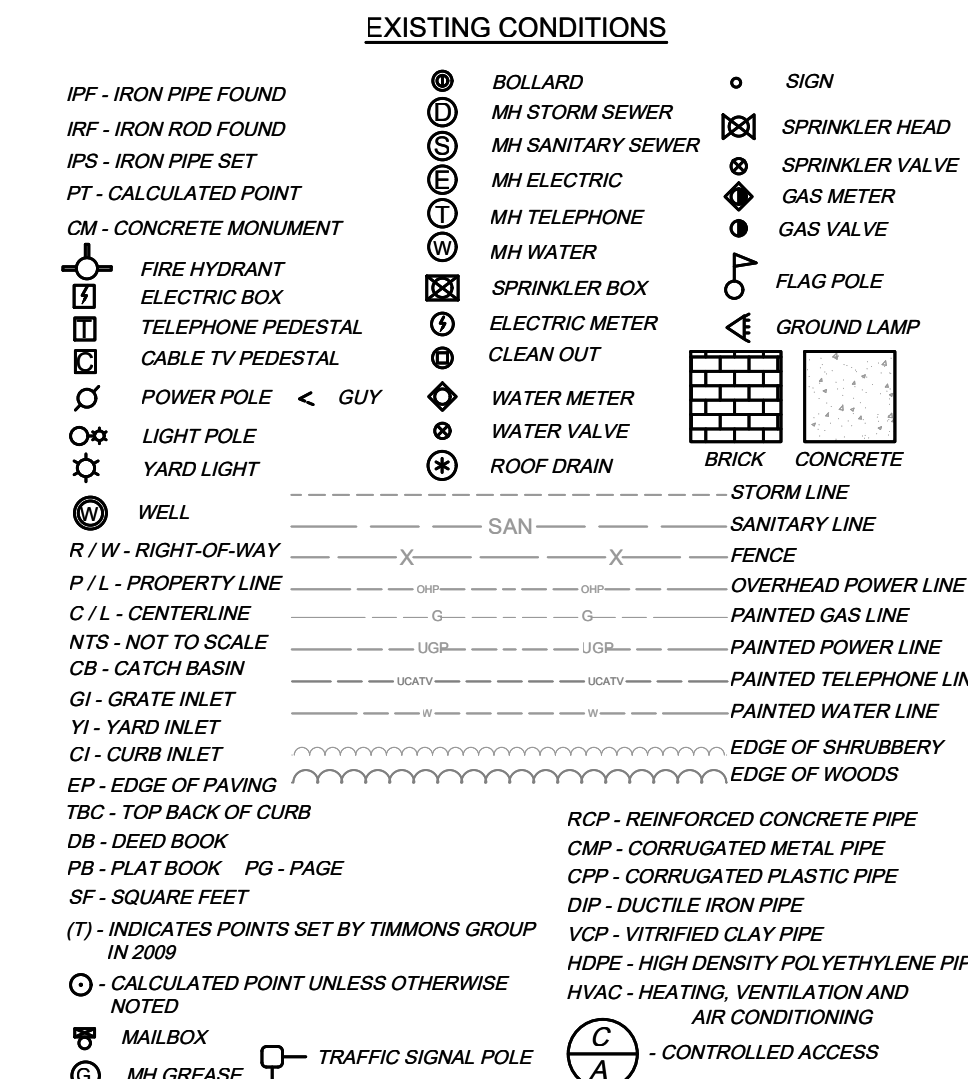 EXISTING CONDITIONS
IPF - IRON PIPE FOUND
IRF - IRON ROD FOUND
IPS - IRON PIPE SET
PT - CALCULATED POINT
CM - CONCRETE MONUMENT
FIRE HYDRANT
ELECTRIC BOX
T TELEPHONE PEDESTAL
C CABLE TV PEDESTAL
POWER POLE < GUY
LIGHT POLE
YARD LIGHT
W WELL
R / W - RIGHT-OF-WAY
P / L - PROPERTY LINE
C / L - CENTERLINE
NTS - NOT TO SCALE
CB - CATCH BASIN
GI - GRATE INLET
YI - YARD INLET
CI - CURB INLET
EP - EDGE OF PAVING
TBC - TOP BACK OF CURB
DB - DEED BOOK
PB - PLAT BOOK PG - PAGE
SF - SQUARE FEET
(T) - INDICATES POINTS SET BY TIMMONS GROUP
IN 2009
- CALCULATED POINT UNLESS OTHERWISE
NOTED
MAILBOX
G MH GREASE
TRAFFIC SIGNAL POLE
BOLLARD
D MH STORM SEWER
S MH SANITARY SEWER
E MH ELECTRIC
T MH TELEPHONE
W MH WATER
SPRINKLER BOX
ELECTRIC METER
CLEAN OUT
WATER METER
WATER VALVE
ROOF DRAIN
SIGN
SPRINKLER HEAD
SPRINKLER VALVE
GAS METER
GAS VALVE
FLAG POLE
GROUND LAMP
BRICK CONCRETE
STORM LINE
SAN SANITARY LINE
X X FENCE
OHP OHP OVERHEAD POWER LINE
G G PAINTED GAS LINE
UGP UGP PAINTED POWER LINE
UCATV UCATV PAINTED TELEPHONE LIN
W W PAINTED WATER LINE
EDGE OF SHRUBBERY
EDGE OF WOODS
RCP - REINFORCED CONCRETE PIPE
CMP - CORRUGATED METAL PIPE
CPP - CORRUGATED PLASTIC PIPE
DIP - DUCTILE IRON PIPE
VCP - VITRIFIED CLAY PIPE
HDPE - HIGH DENSITY POLYETHYLENE PIP
HVAC - HEATING, VENTILATION AND
AIR CONDITIONING
C
A - CONTROLLED ACCESS